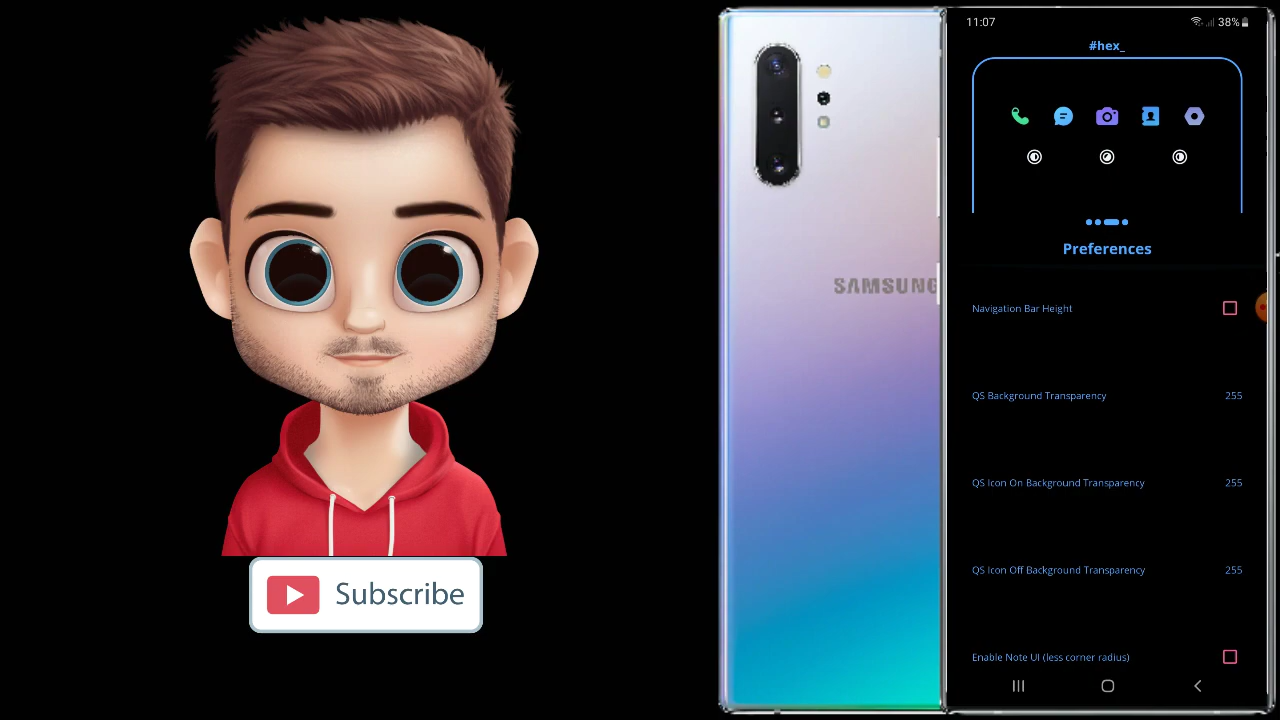 11:07
38%
#hex_
Preferences
Navigation Bar Height
QS Background Transparency 255
QS Icon On Background Transparency 255
QS Icon Off Background Transparency 255
Enable Note UI (less corner radius)
SAMSUNG
Subscribe